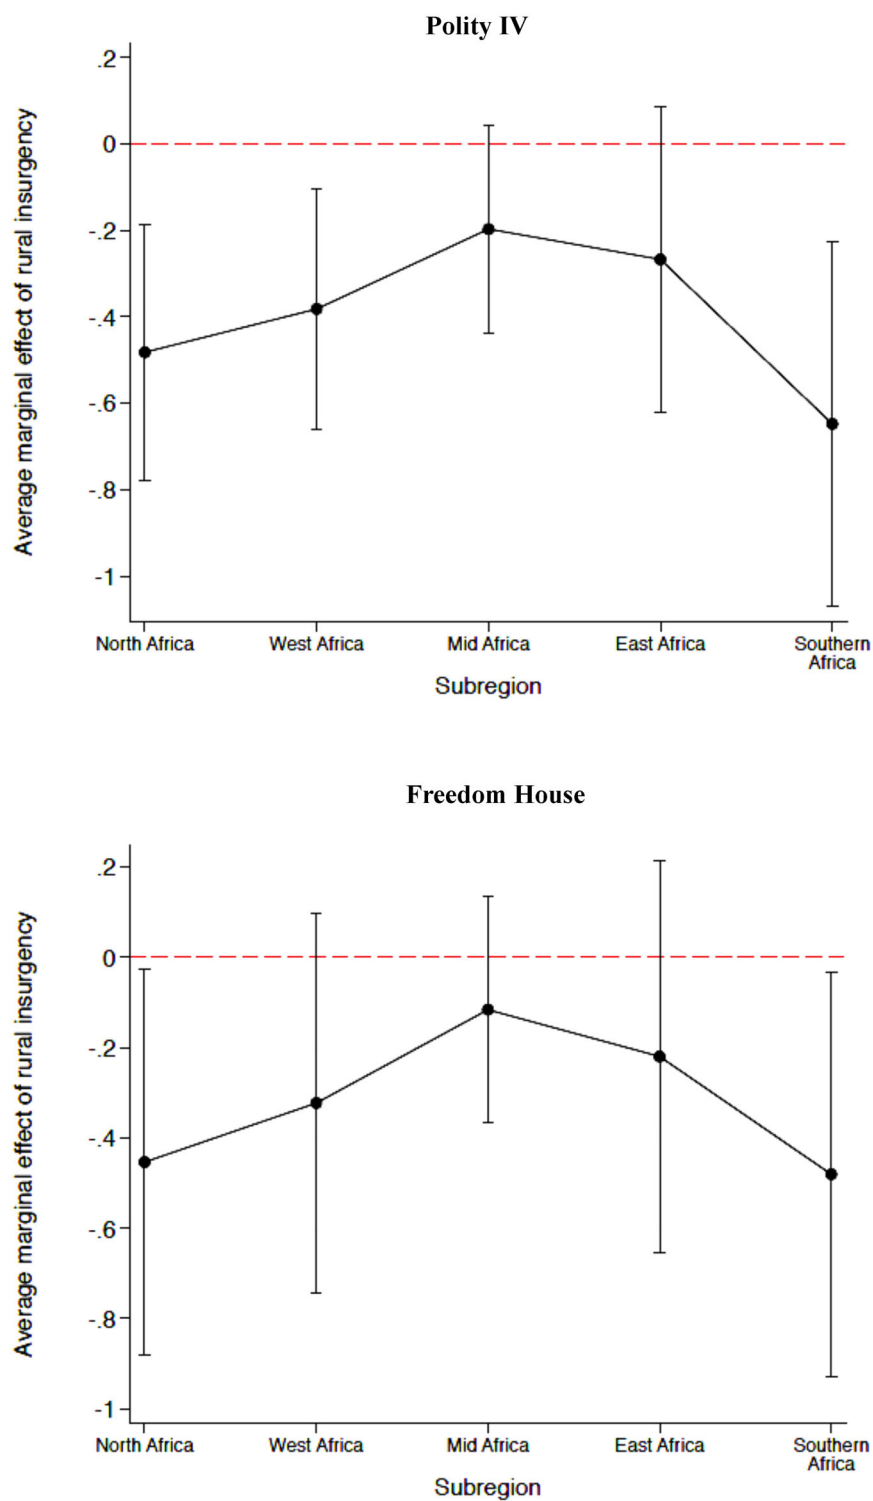 Polity IV
Average marginal effect of rural insurgency
.2
0
-.2
-.4
-.6
-.8
-1
North Africa
West Africa
Mid Africa
East Africa
Southern
Africa
Subregion
Freedom House
Average marginal effect of rural insurgency
.2
0
-.2
-.4
-.6
-.8
-1
North Africa
West Africa
Mid Africa
East Africa
Southern
Africa
Subregion